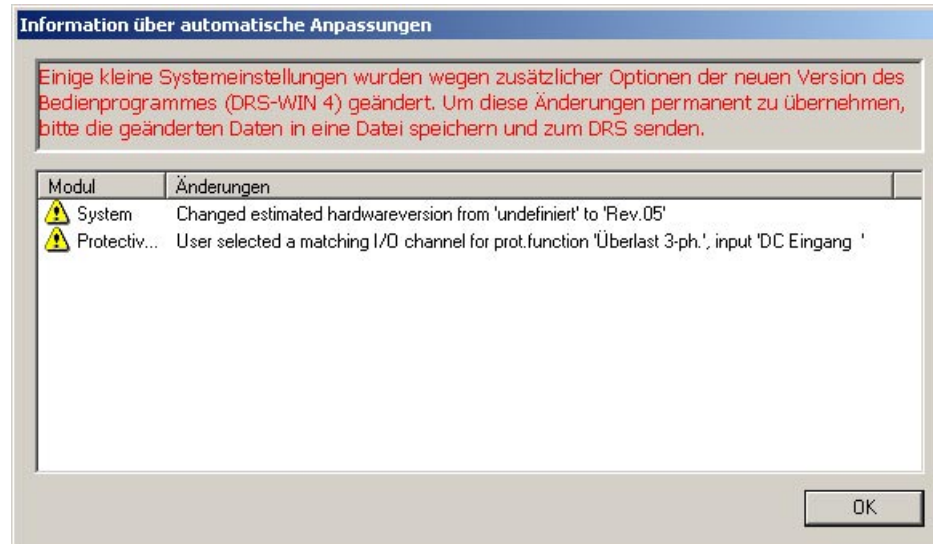 Information über automatische Anpassungen
Einige kleine Systemeinstellungen wurden wegen zusätzlicher Optionen der neuen Version des
Bedienprogrammes (DRS-WIN 4) geändert. Um diese Änderungen permanent zu übernehmen,
bitte die geänderten Daten in eine Datei speichern und zum DRS senden.
Modul Änderungen
System Changed estimated hardwareversion from 'undefiniert' to 'Rev.05'
Protectiv... User selected a matching I/O channel for prot.function 'Überlast 3-ph.', input 'DC Eingang '
OK